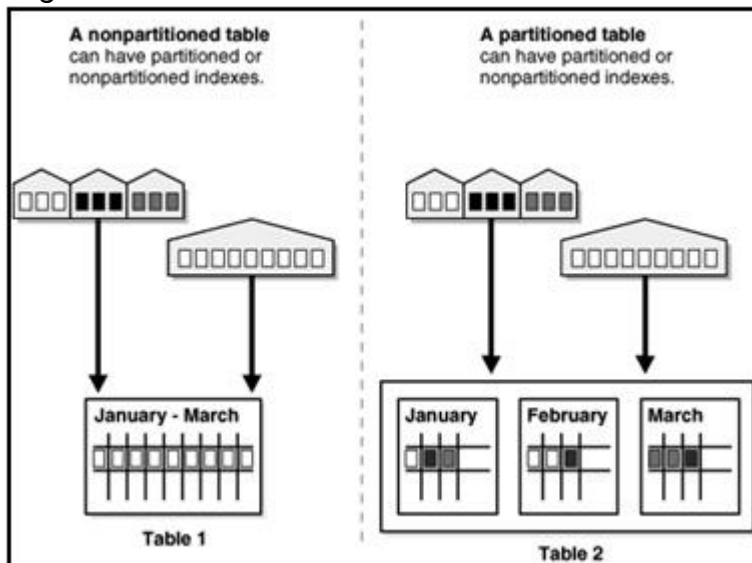 A nonpartitioned table
can have partitioned or
nonpartitioned indexes.
A partitioned table
can have partitioned or
nonpartitioned indexes.
January - March
Table 1
January
February
March
Table 2